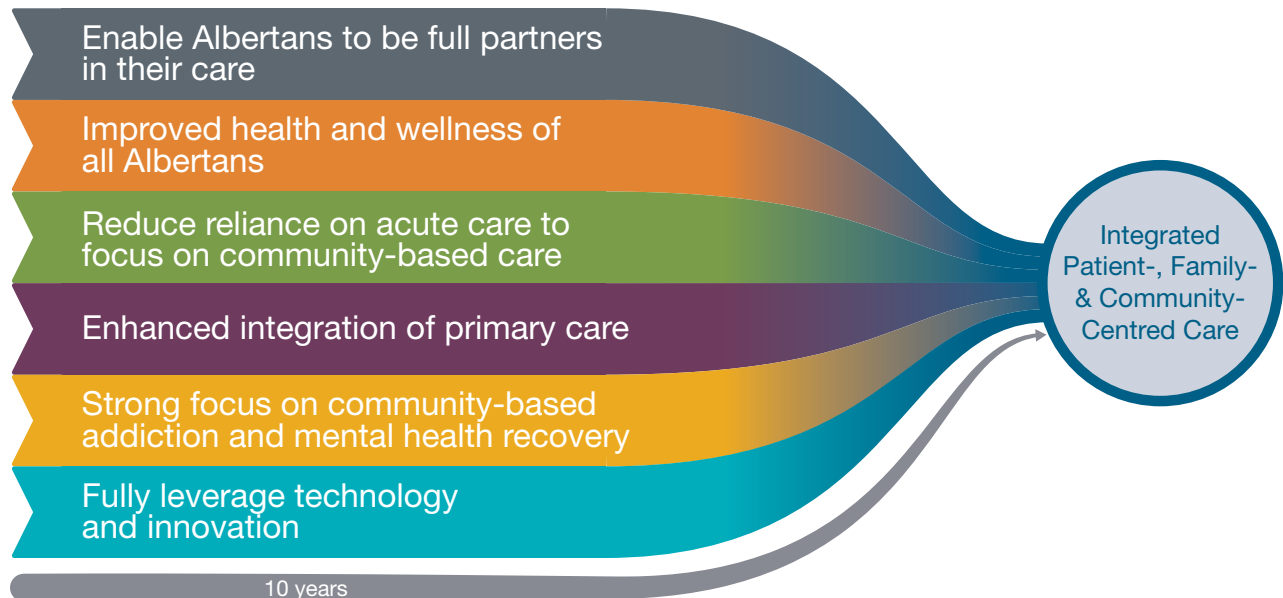 Enable Albertans to be full partners
in their care
Improved health and wellness of
all Albertans
Reduce reliance on acute care to
focus on community-based care
Enhanced integration of primary care
Strong focus on community-based
addiction and mental health recovery
Fully leverage technology
and innovation
10 years
Integrated
Patient-, Family-
& Community-
Centred Care